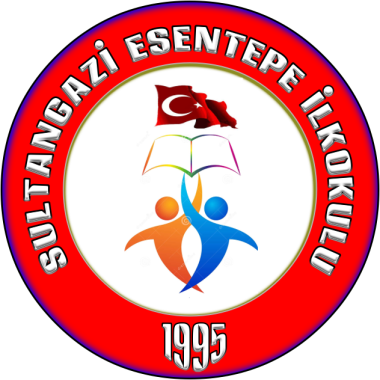 SULTANGAZİ ESENTEPE İLKOKULU
1995